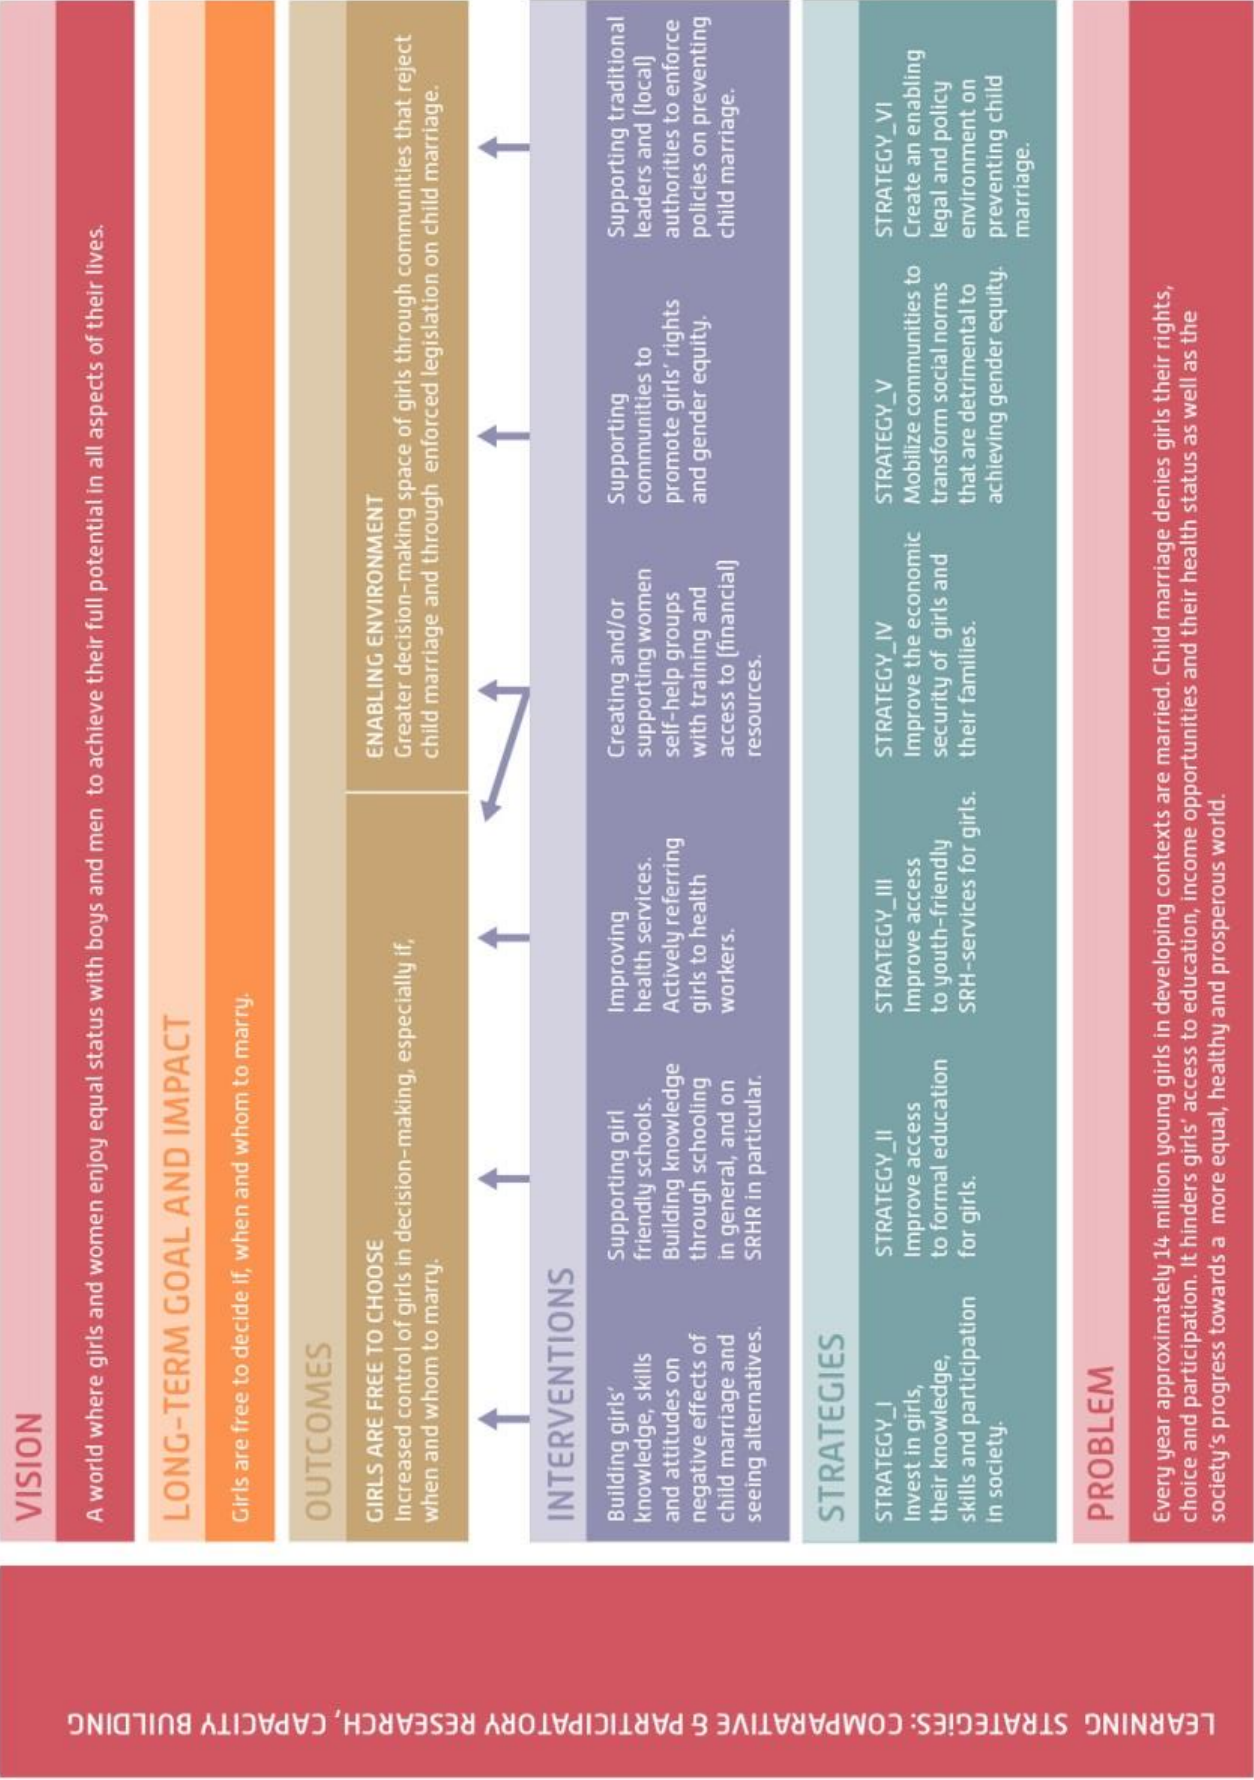 VISION
A world where girls and women enjoy equal status with boys and men to achieve their full potential in all aspects of their lives.
LONG-TERM GOAL AND IMPACT
Girls are free to decide if, when and whom to marry.
OUTCOMES
GIRLS ARE FREE TO CHOOSE
Increased control of girls in decision-making, especially if,
when and whom to marry.
ENABLING ENVIRONMENT
Greater decision-making space of girls through communities that reject
child marriage and through enforced legislation on child marriage.
INTERVENTIONS
Building girls'
knowledge, skills
and attitudes on
negative effects of
child marriage and
seeing alternatives.
Supporting girl
friendly schools.
Building knowledge
through schooling
in general, and on
SRHR in particular.
Improving
health services.
Actively referring
girls to health
workers.
Creating and/or
supporting women
self-help groups
with training and
access to (financial)
resources.
Supporting
communities to
promote girls' rights
and gender equity.
Supporting traditional
leaders and (local)
authorities to enforce
policies on preventing
child marriage.
STRATEGIES
STRATEGY_I
Invest in girls,
their knowledge,
skills and participation
in society.
STRATEGY_II
Improve access
to formal education
for girls.
STRATEGY_III
Improve access
to youth-friendly
SRH-services for girls.
STRATEGY_IV
Improve the economic
security of girls and
their families.
STRATEGY_V
Mobilize communities to
transform social norms
that are detrimental to
achieving gender equity.
STRATEGY_VI
Create an enabling
legal and policy
environment on
preventing child
marriage.
PROBLEM
Every year approximately 14 million young girls in developing contexts are married. Child marriage denies girls their rights,
choice and participation. It hinders girls' access to education, income opportunities and their health status as well as the
society's progress towards a more equal, healthy and prosperous world.
LEARNING STRATEGiES: COMPARATIVE & PARTICIPATORY RESEARCH, CAPACITY BUILDING